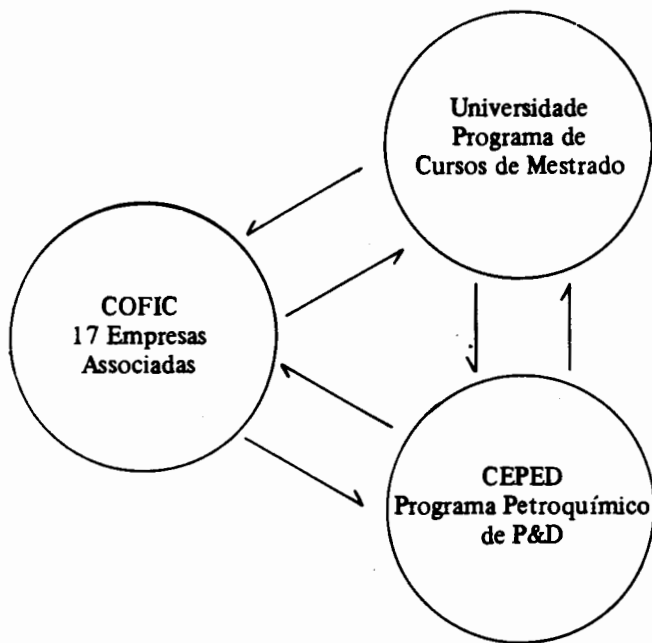 Universidade
Programa de
Cursos de Mestrado
COFIC
17 Empresas
Associadas
CEPED
Programa Petroquímico
de P&D